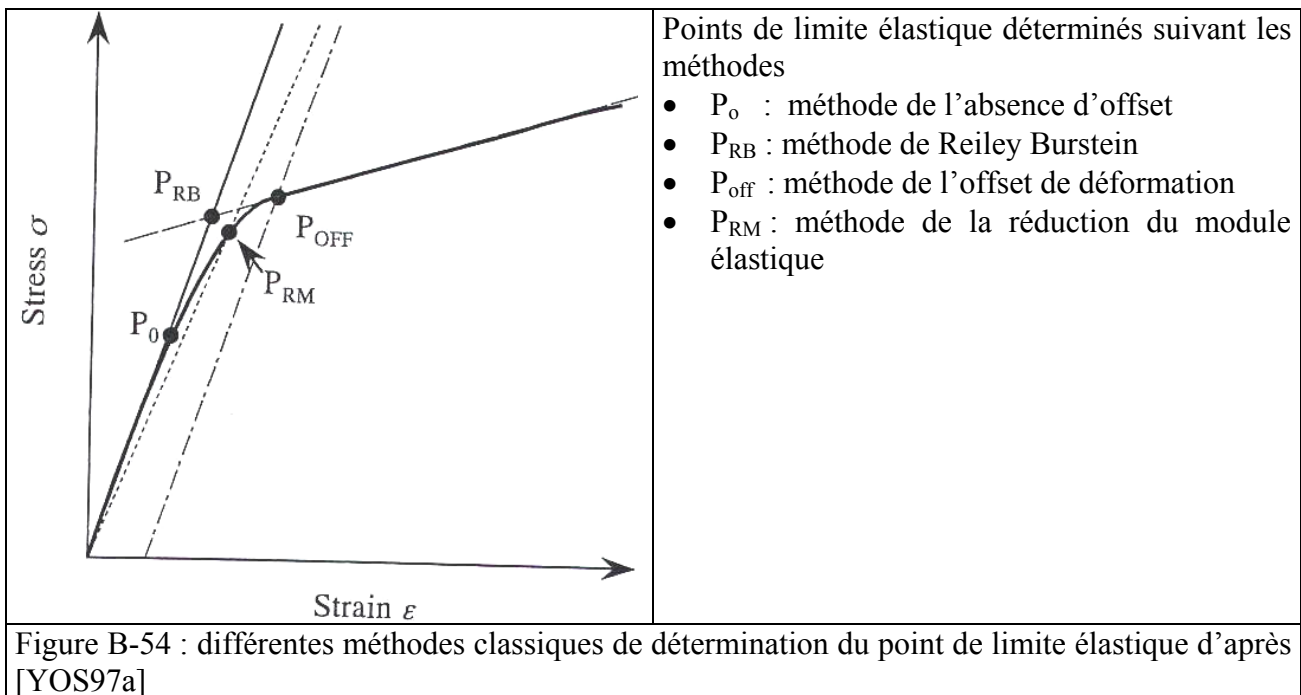 Stress σ
P_RB
P_OFF
P_RM
P_0
Strain ε
Points de limite élastique déterminés suivant les
méthodes
• P_o : méthode de l’absence d’offset
• P_RB : méthode de Reiley Burstein
• P_off : méthode de l’offset de déformation
• P_RM : méthode de la réduction du module
élastique
Figure B-54 : différentes méthodes classiques de détermination du point de limite élastique d’après
[YOS97a]